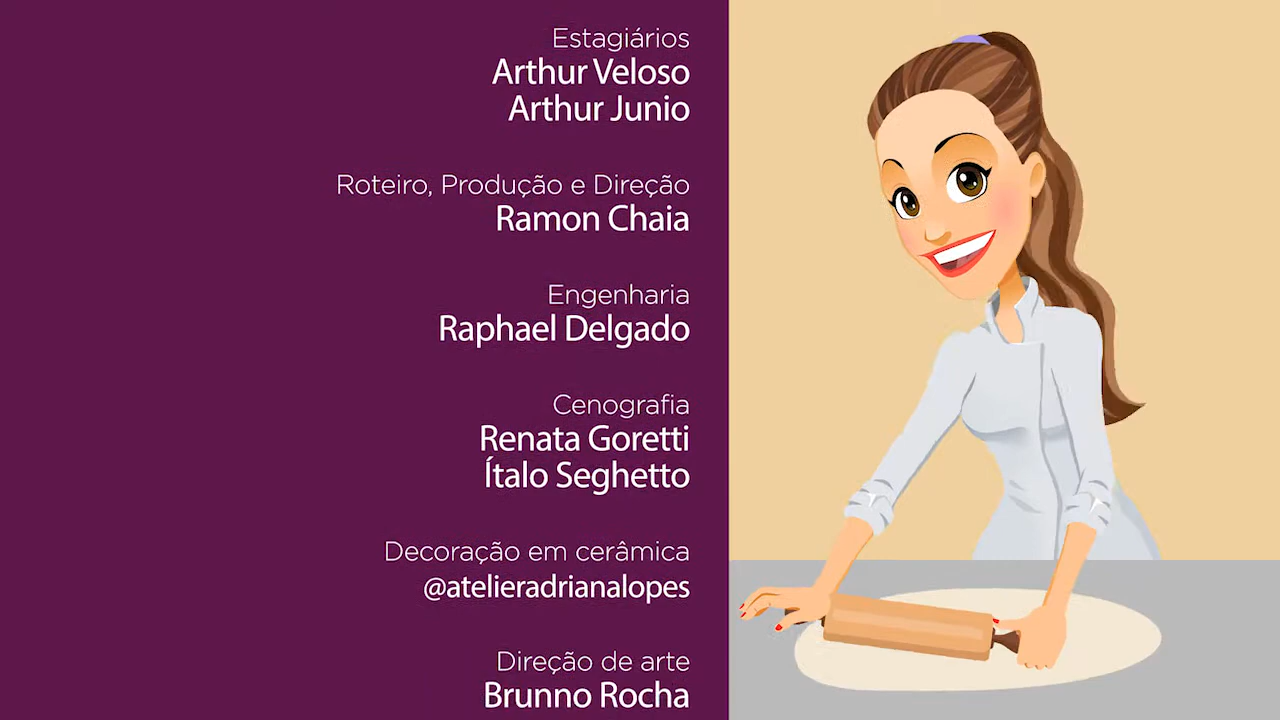 Estagiários
Arthur Veloso
Arthur Junio
Roteiro, Produção e Direção
Ramon Chaia
Engenharia
Raphael Delgado
Cenografia
Renata Goretti
Ítalo Seghetto
Decoração em cerâmica
@atelieradrianalopes
Direção de arte
Brunno Rocha